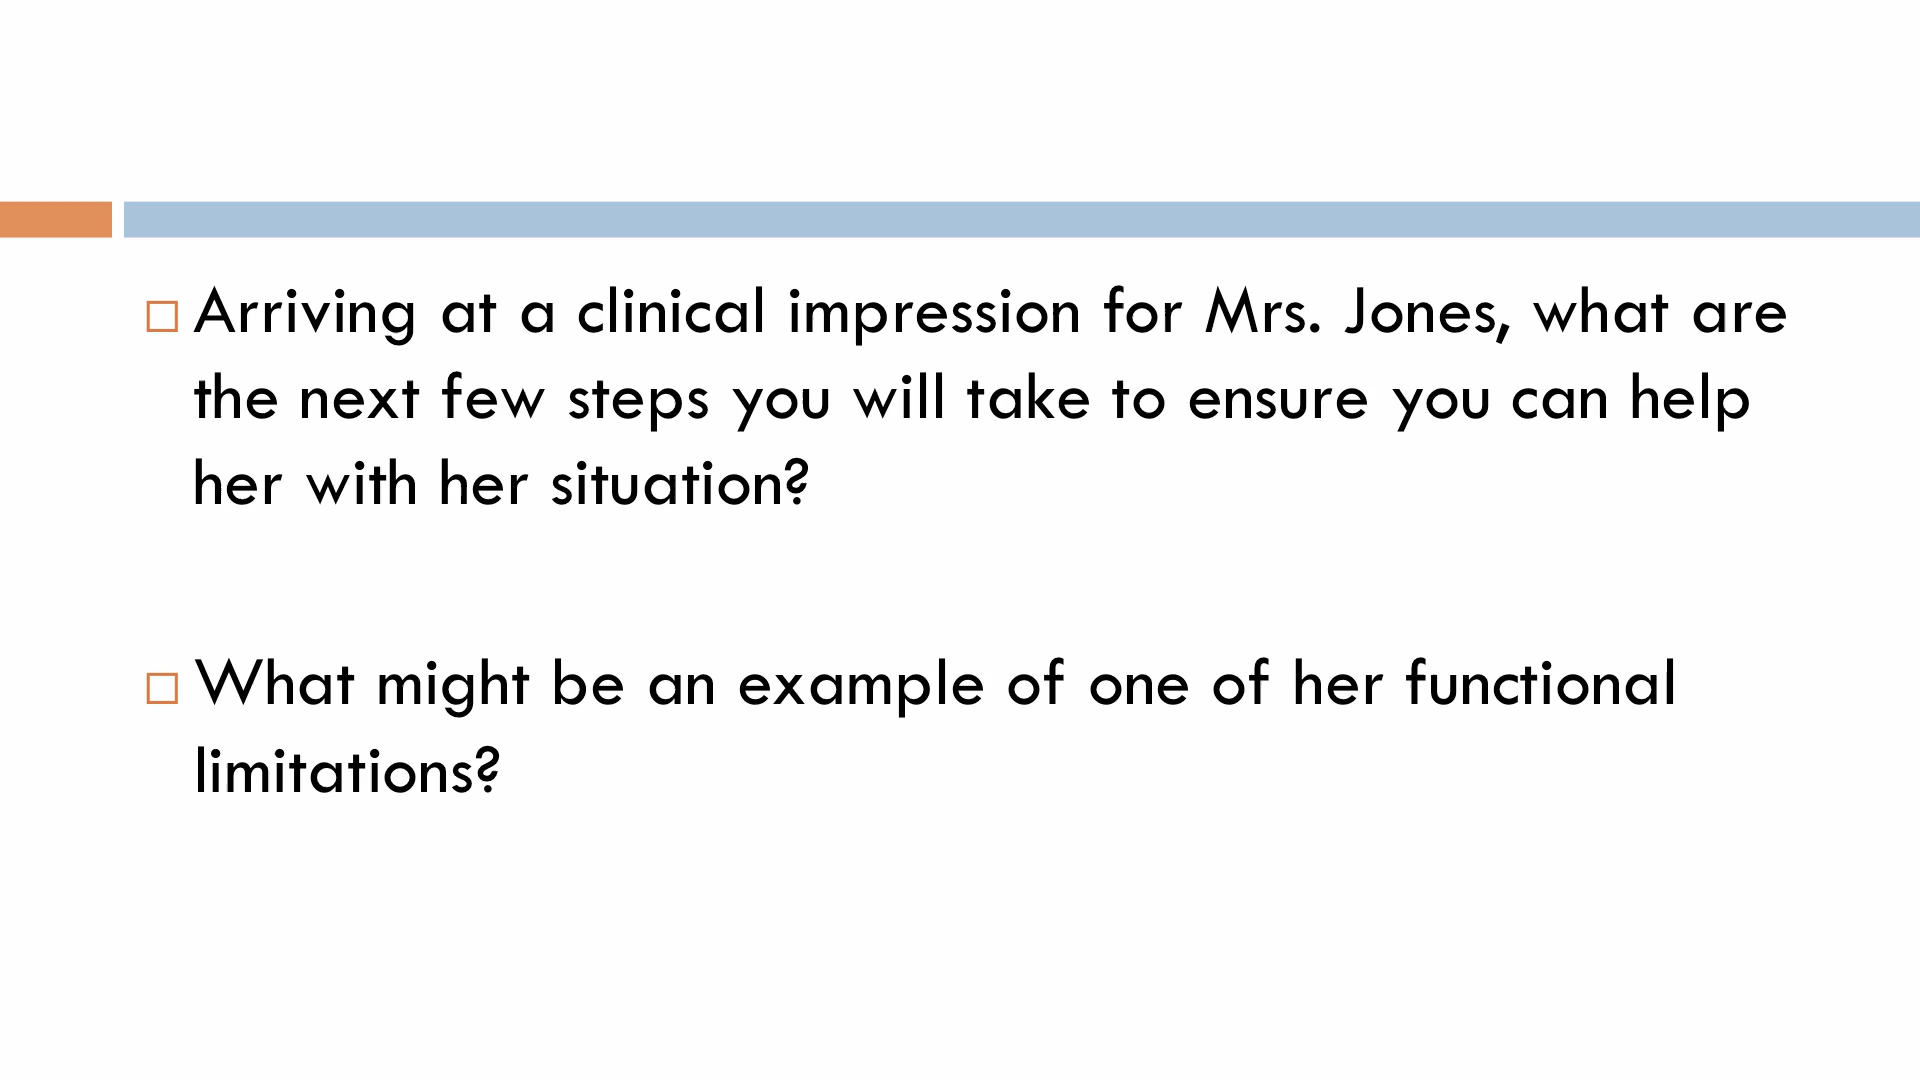 Arriving at a clinical impression for Mrs. Jones, what are
the next few steps you will take to ensure you can help
her with her situation?
What might be an example of one of her functional
limitations?